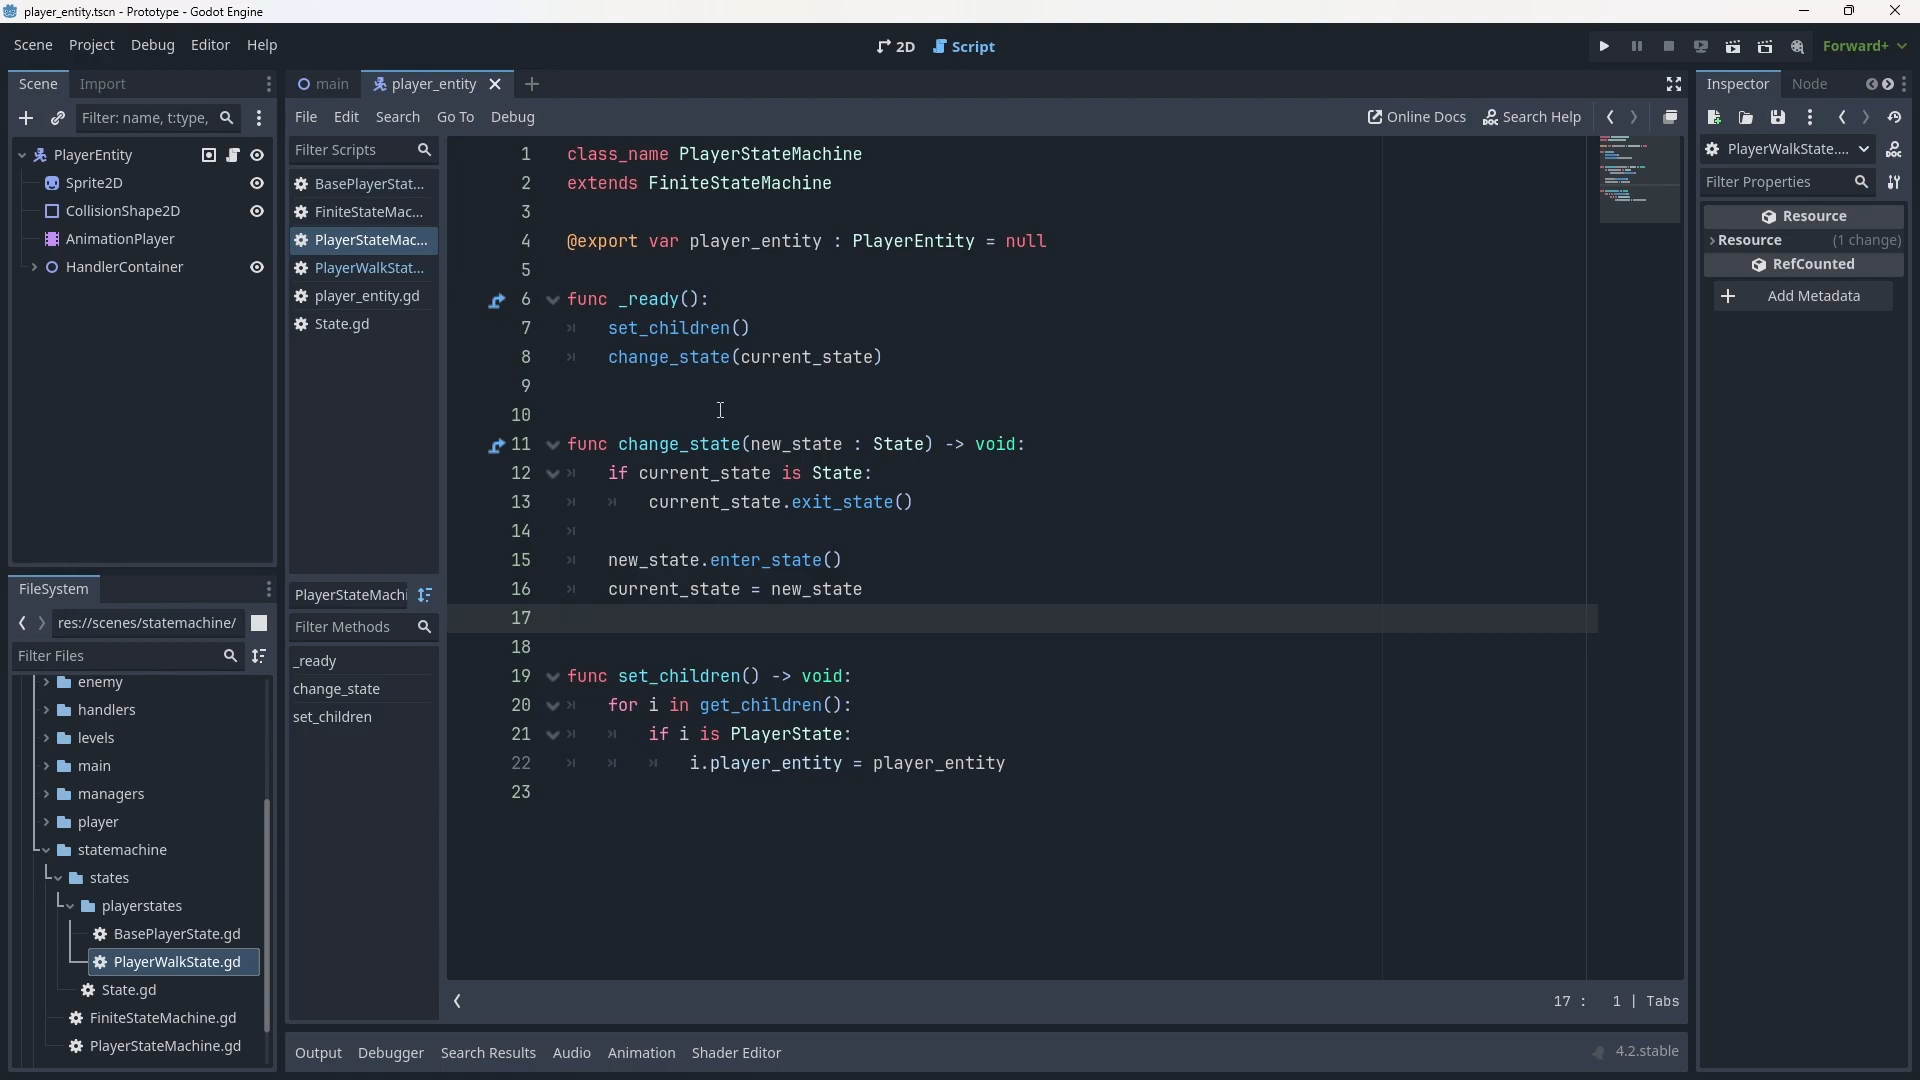 player_entity.tscn - Prototype - Godot Engine
Scene Project Debug Editor Help
2D Script
Forward+
Scene Import
main player_entity
Inspector Node
Filter: name, t:type,
File Edit Search Go To Debug
Online Docs Search Help
PlayerEntity
Sprite2D
CollisionShape2D
AnimationPlayer
HandlerContainer
Filter Scripts
BasePlayerStat...
FiniteStateMac...
PlayerStateMac...
PlayerWalkStat...
player_entity.gd
State.gd
PlayerStateMachi
Filter Methods
_ready
change_state
set_children
1 class_name PlayerStateMachine
2 extends FiniteStateMachine
3
4 @export var player_entity : PlayerEntity = null
5
6 func _ready():
7 set_children()
8 change_state(current_state)
9
10
11 func change_state(new_state : State) -> void:
12 if current_state is State:
13 current_state.exit_state()
14
15 new_state.enter_state()
16 current_state = new_state
17
18
19 func set_children() -> void:
20 for i in get_children():
21 if i is PlayerState:
22 i.player_entity = player_entity
23
17 : 1 | Tabs
PlayerWalkState....
Filter Properties
Resource
Resource (1 change)
RefCounted
Add Metadata
FileSystem
res://scenes/statemachine/
Filter Files
enemy
handlers
levels
main
managers
player
statemachine
states
playerstates
BasePlayerState.gd
PlayerWalkState.gd
State.gd
FiniteStateMachine.gd
PlayerStateMachine.gd
Output Debugger Search Results Audio Animation Shader Editor
4.2.stable